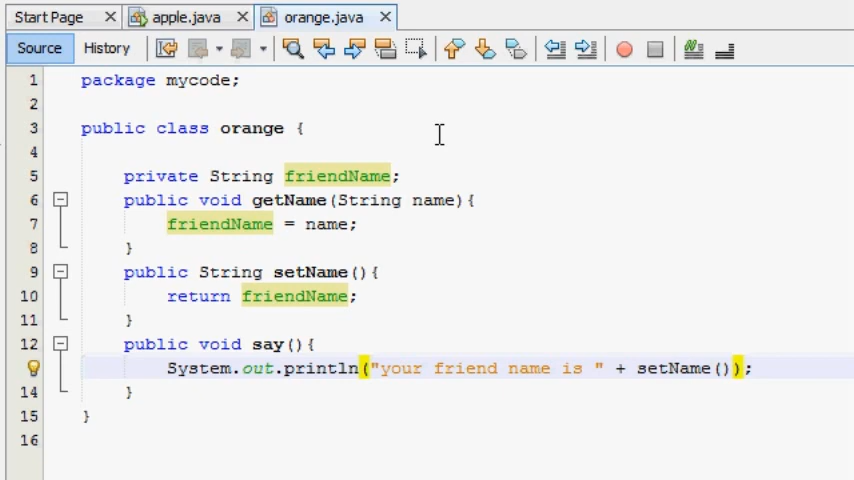 Start Page apple.java orange.java
Source History
1 package mycode;
2
3 public class orange {
4
5 private String friendName;
6 public void getName(String name){
7 friendName = name;
8 }
9 public String setName(){
10 return friendName;
11 }
12 public void say(){
System.out.println("your friend name is " + setName());
14 }
15 }
16